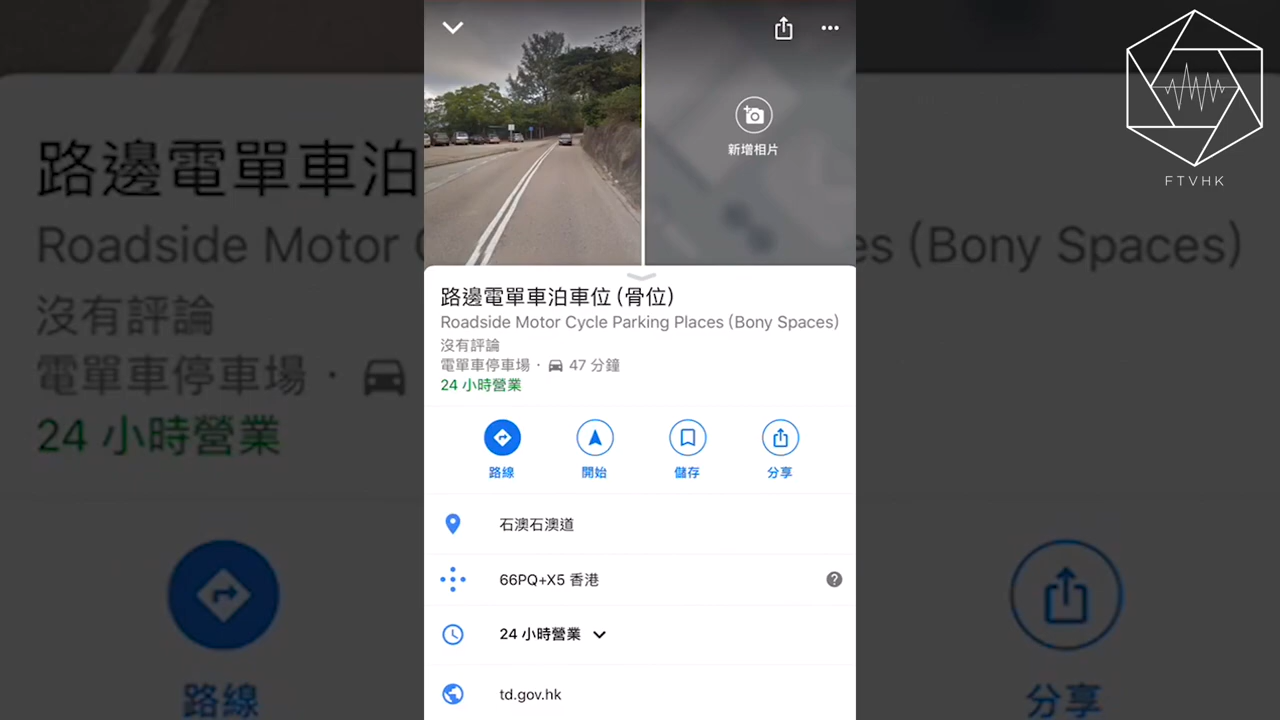 新增相片
FTVHK
路邊電單車泊車位 (骨位)
Roadside Motor Cycle Parking Places (Bony Spaces)
沒有評論
電單車停車場 · 47 分鐘
24 小時營業
路線
開始
儲存
分享
石澳石澳道
66PQ+X5 香港
24 小時營業
td.gov.hk
路邊電單車泊
Roadside Motor
es (Bony Spaces)
沒有評論
電單車停車場 ·
24 小時營業
路線
分享